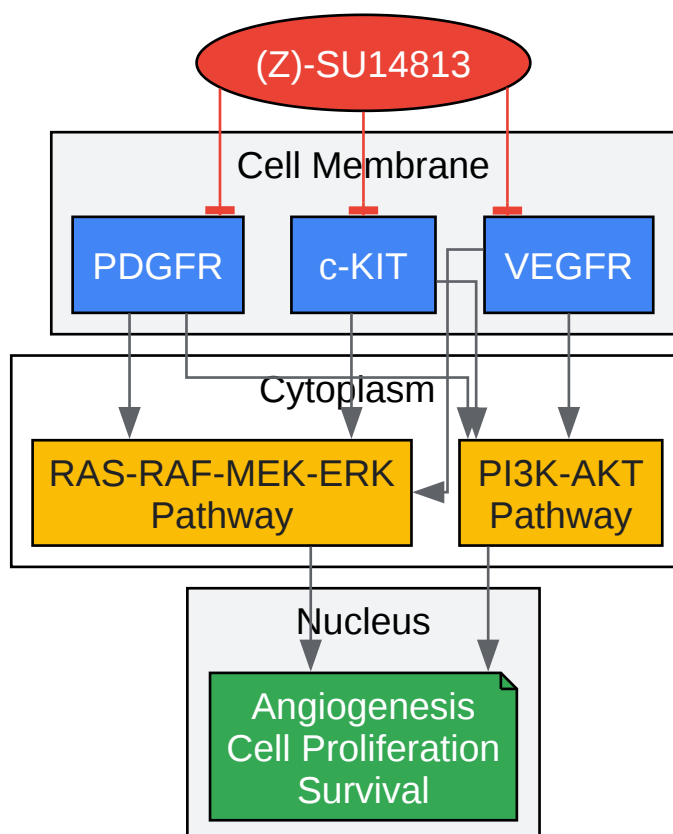 (Z)-SU14813
Cell Membrane
PDGFR
c-KIT
VEGFR
Cytoplasm
RAS-RAF-MEK-ERK
Pathway
PI3K-AKT
Pathway
Nucleus
Angiogenesis
Cell Proliferation
Survival